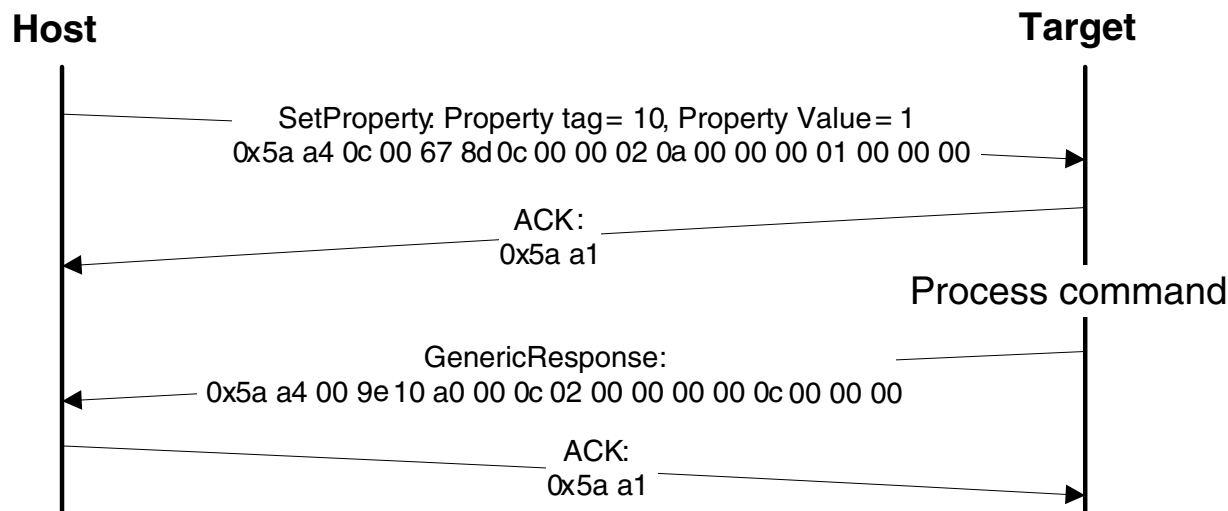 Host
Target
SetProperty: Property tag= 10, Property Value= 1
0x5a a4 0c 00 67 8d 0c 00 00 02 0a 00 00 00 01 00 00 00
ACK:
0x5a a1
Process command
GenericResponse:
0x5a a4 00 9e 10 a0 00 0c 02 00 00 00 00 0c 00 00 00
ACK:
0x5a a1